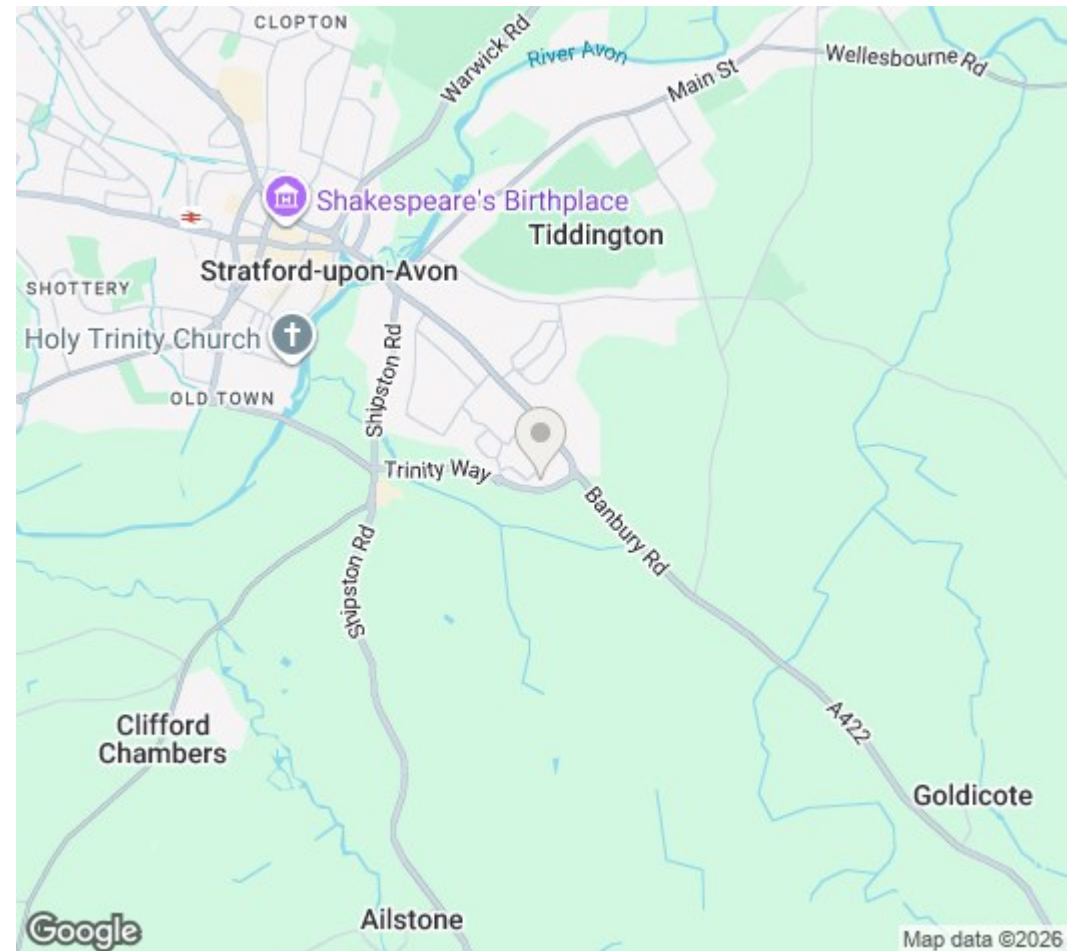 CLOPTON
Warwick Rd
River Avon
Main St
Wellesbourne Rd
Shakespeare's Birthplace
Tiddington
Stratford-upon-Avon
SHOTTERY
Holy Trinity Church
Shipston Rd
OLD TOWN
Trinity Way
Banbury Rd
Shipston Rd
Clifford
Chambers
A422
Goldicote
Ailstone
Google
Map data ©2026